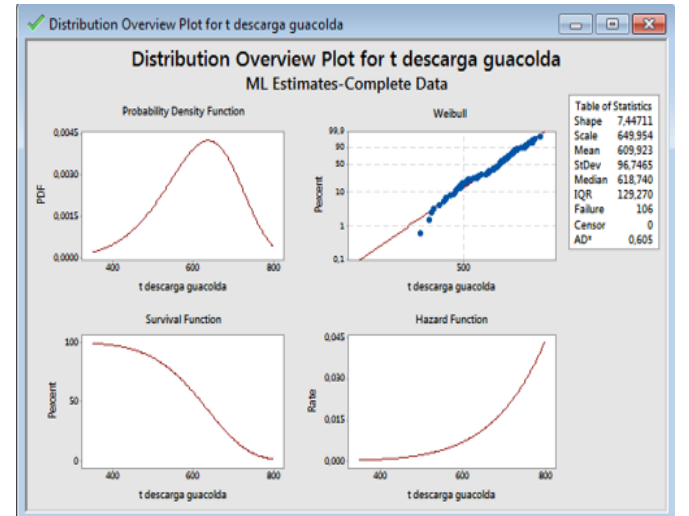 Distribution Overview Plot for t descarga guacolda
Distribution Overview Plot for t descarga guacolda
ML Estimates-Complete Data
Probability Density Function
0,0045
0,0030
0,0015
0,0000
PDF
400 600 800
t descarga guacolda
Weibull
99,9
90
50
10
1
0,1
Percent
500
t descarga guacolda
Table of Statistics
Shape 7,44711
Scale 649,954
Mean 609,923
StDev 96,7465
Median 618,740
IQR 129,270
Failure 106
Censor 0
AD* 0,605
Survival Function
100
50
0
Percent
400 600 800
t descarga guacolda
Hazard Function
0,045
0,030
0,015
0,000
Rate
400 600 800
t descarga guacolda